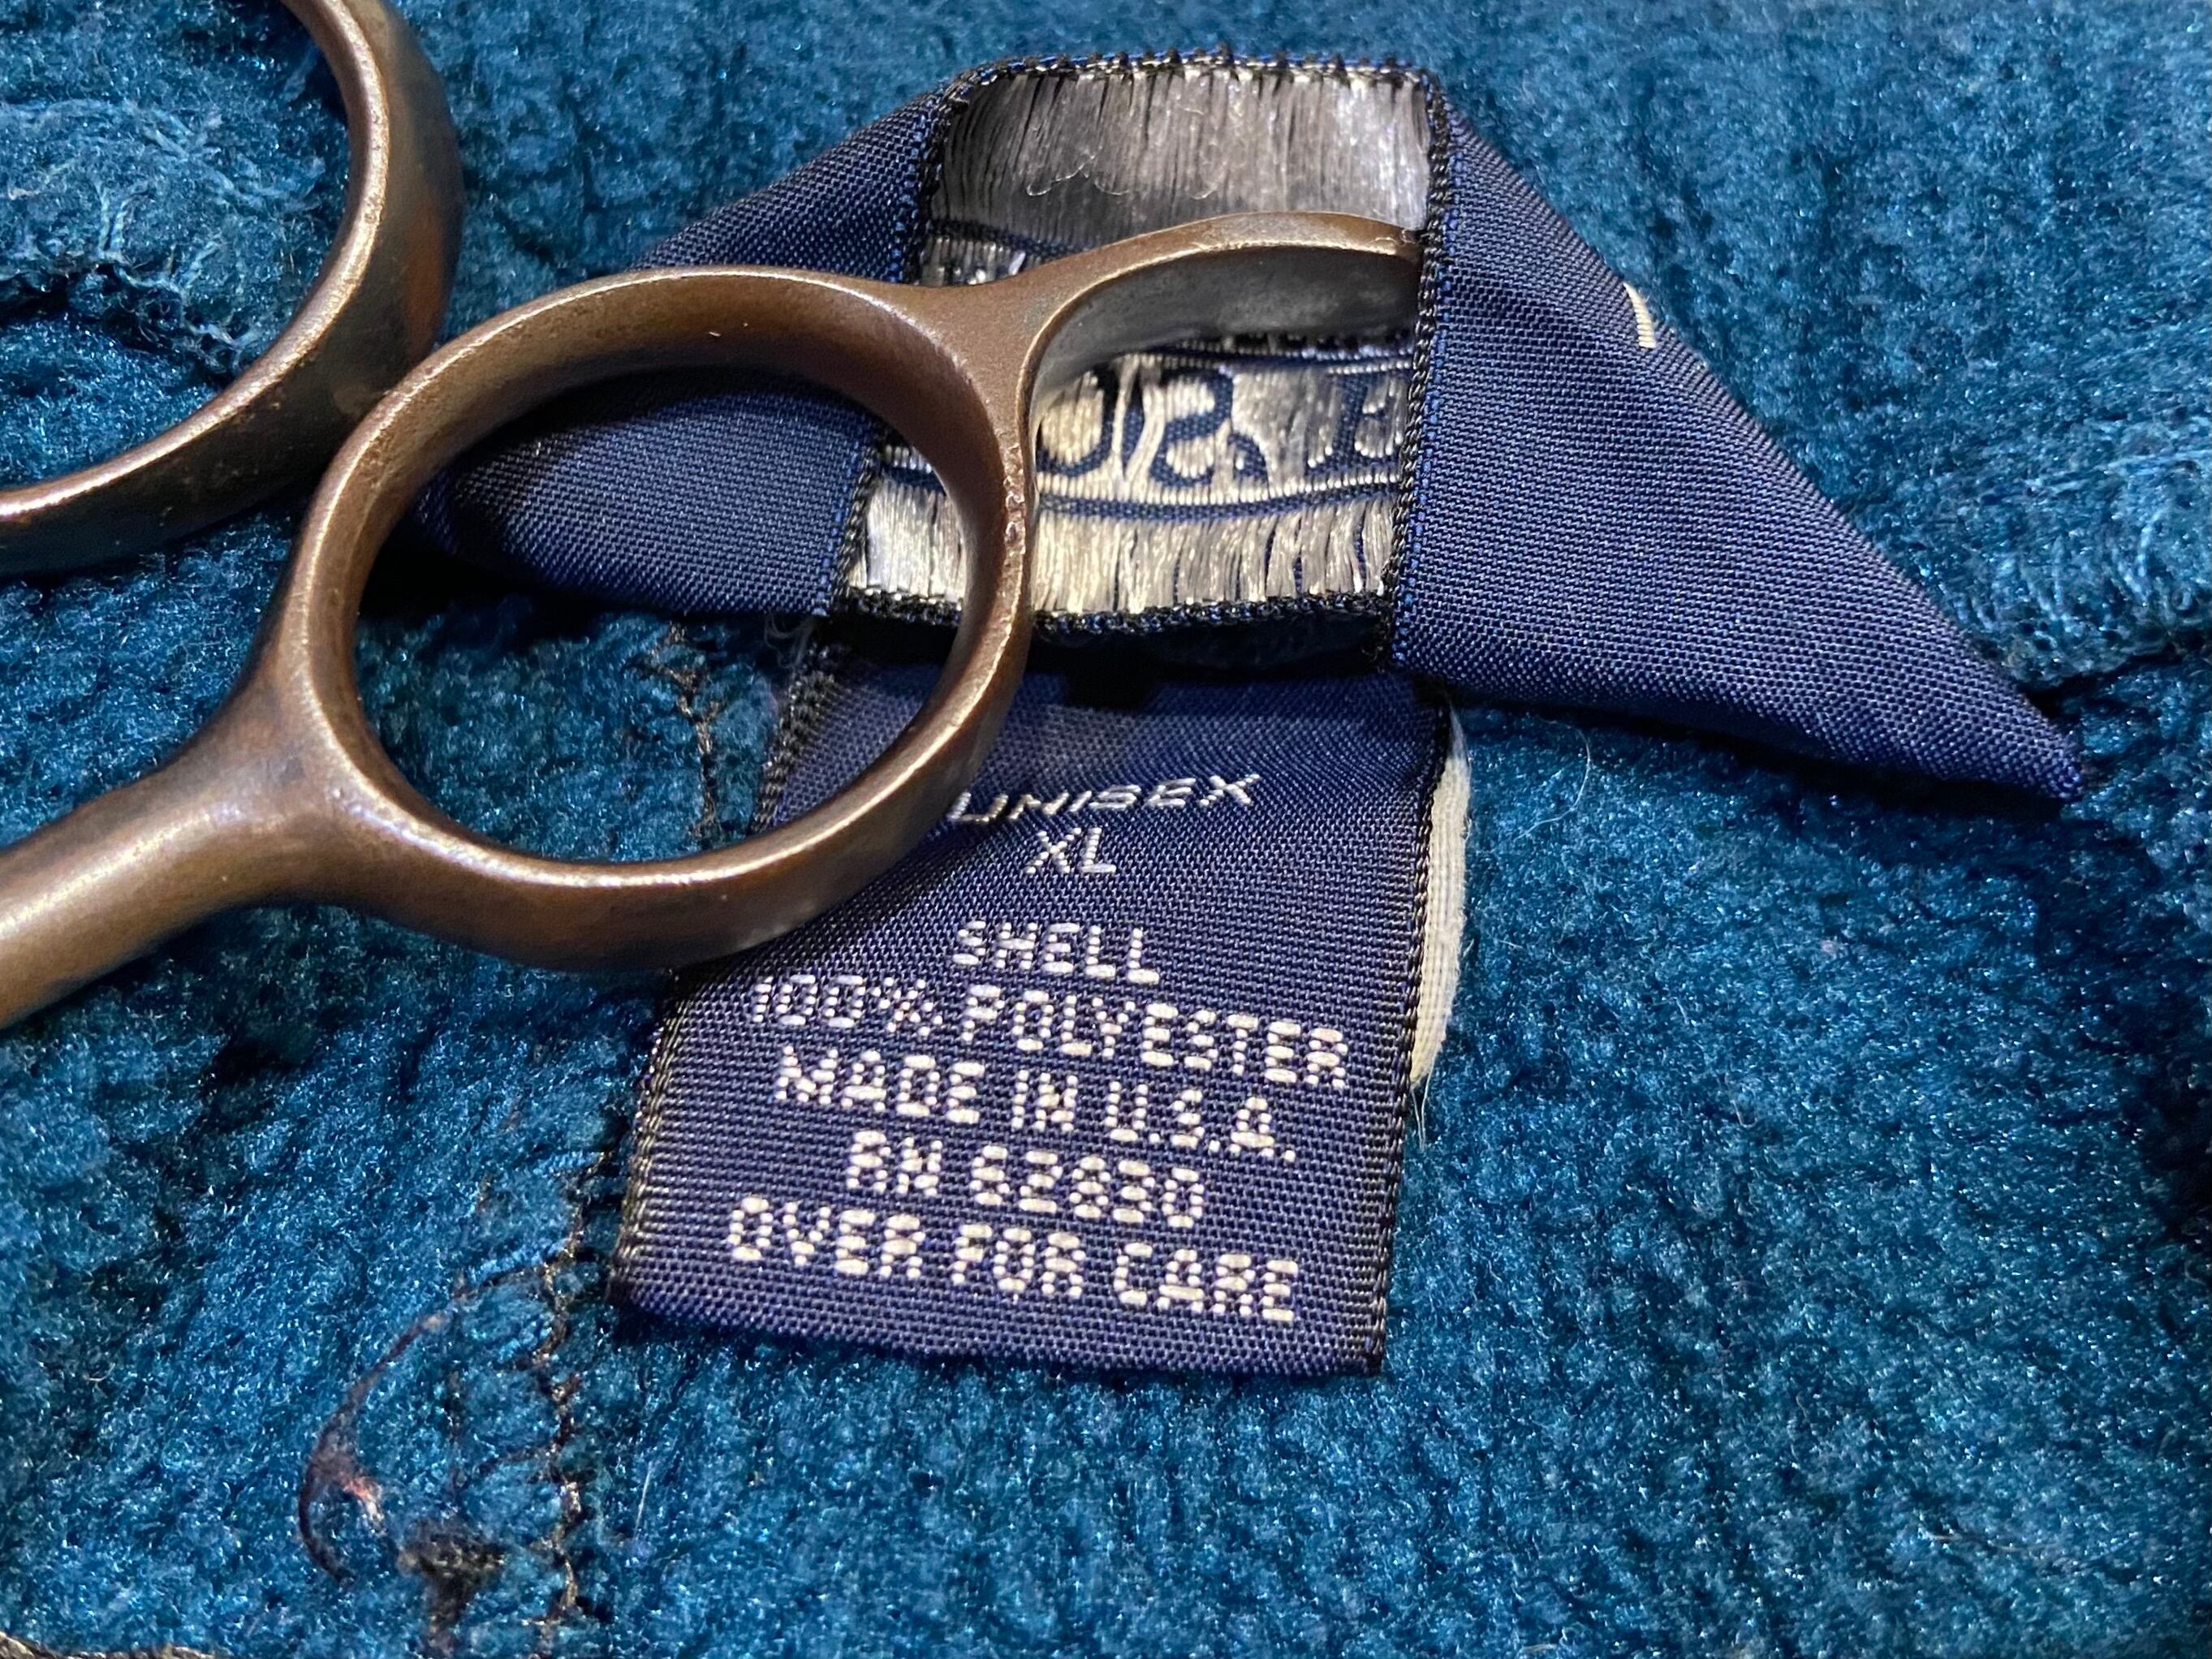 UNISEX
XL
SHELL
100% POLYESTER
MADE IN U.S.A.
RN 62830
OVER FOR CARE